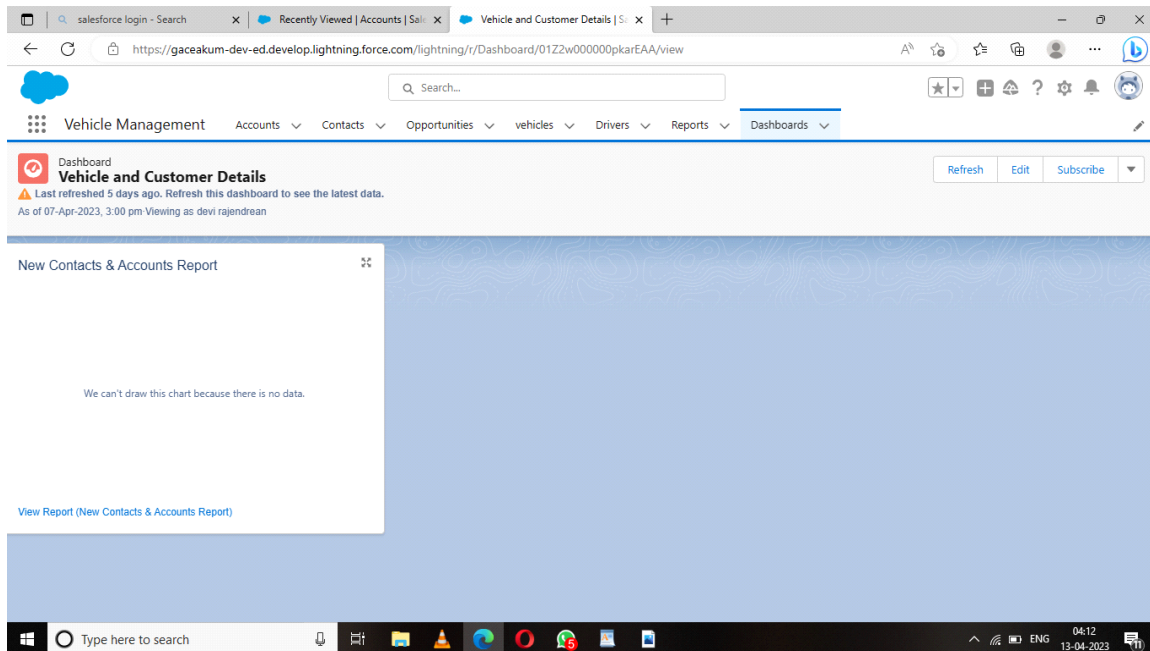 salesforce login - Search
Recently Viewed | Accounts | Sale
Vehicle and Customer Details | Sa
https://gaceakum-dev-ed.develop.lightning.force.com/lightning/r/Dashboard/01Z2w000000pkarEAA/view
Search...
Vehicle Management Accounts Contacts Opportunities vehicles Drivers Reports Dashboards
Dashboard
Vehicle and Customer Details
Last refreshed 5 days ago. Refresh this dashboard to see the latest data.
As of 07-Apr-2023, 3:00 pm·Viewing as devi rajendrean
Refresh Edit Subscribe
New Contacts & Accounts Report
We can't draw this chart because there is no data.
View Report (New Contacts & Accounts Report)
Type here to search
5
ENG
04:12
13-04-2023
11